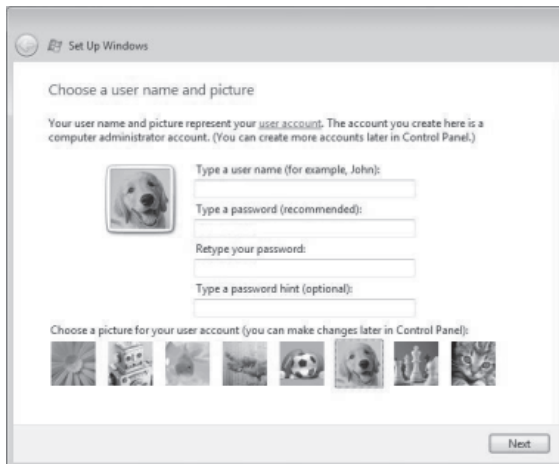 Set Up Windows
Choose a user name and picture
Your user name and picture represent your user account. The account you create here is a
computer administrator account. (You can create more accounts later in Control Panel.)
Type a user name (for example, John):
Type a password (recommended):
Retype your password:
Type a password hint (optional):
Choose a picture for your user account (you can make changes later in Control Panel):
Next